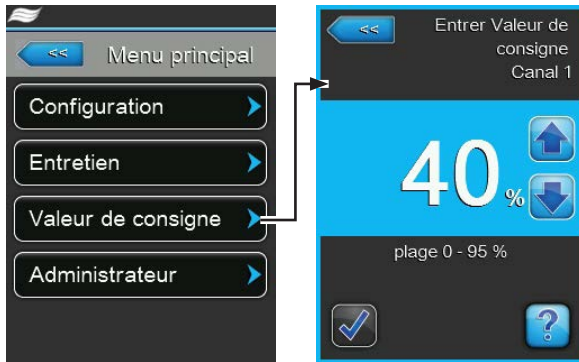 << Menu principal
Configuration
Entretien
Valeur de consigne
Administrateur
<< Entrer Valeur de
consigne
Canal 1
40 %
plage 0 - 95 %
?